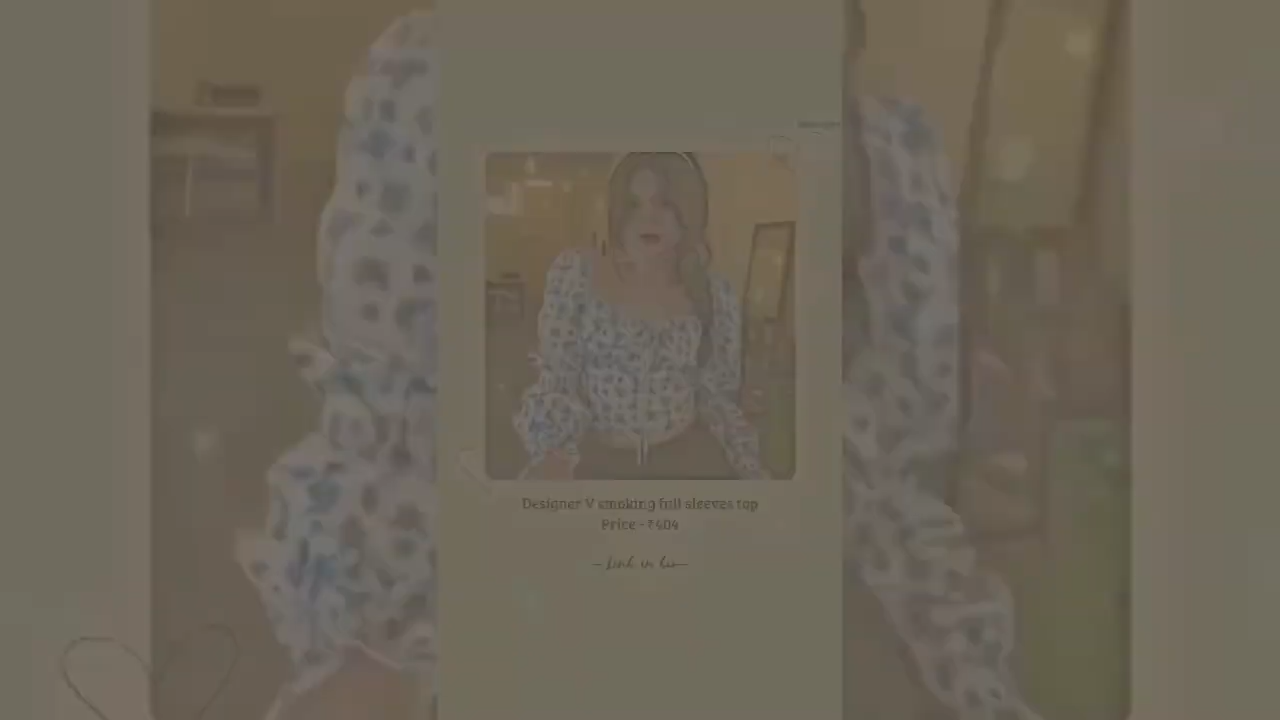 Designer V smoking full sleeves top
Price - ₹404
Link in bio